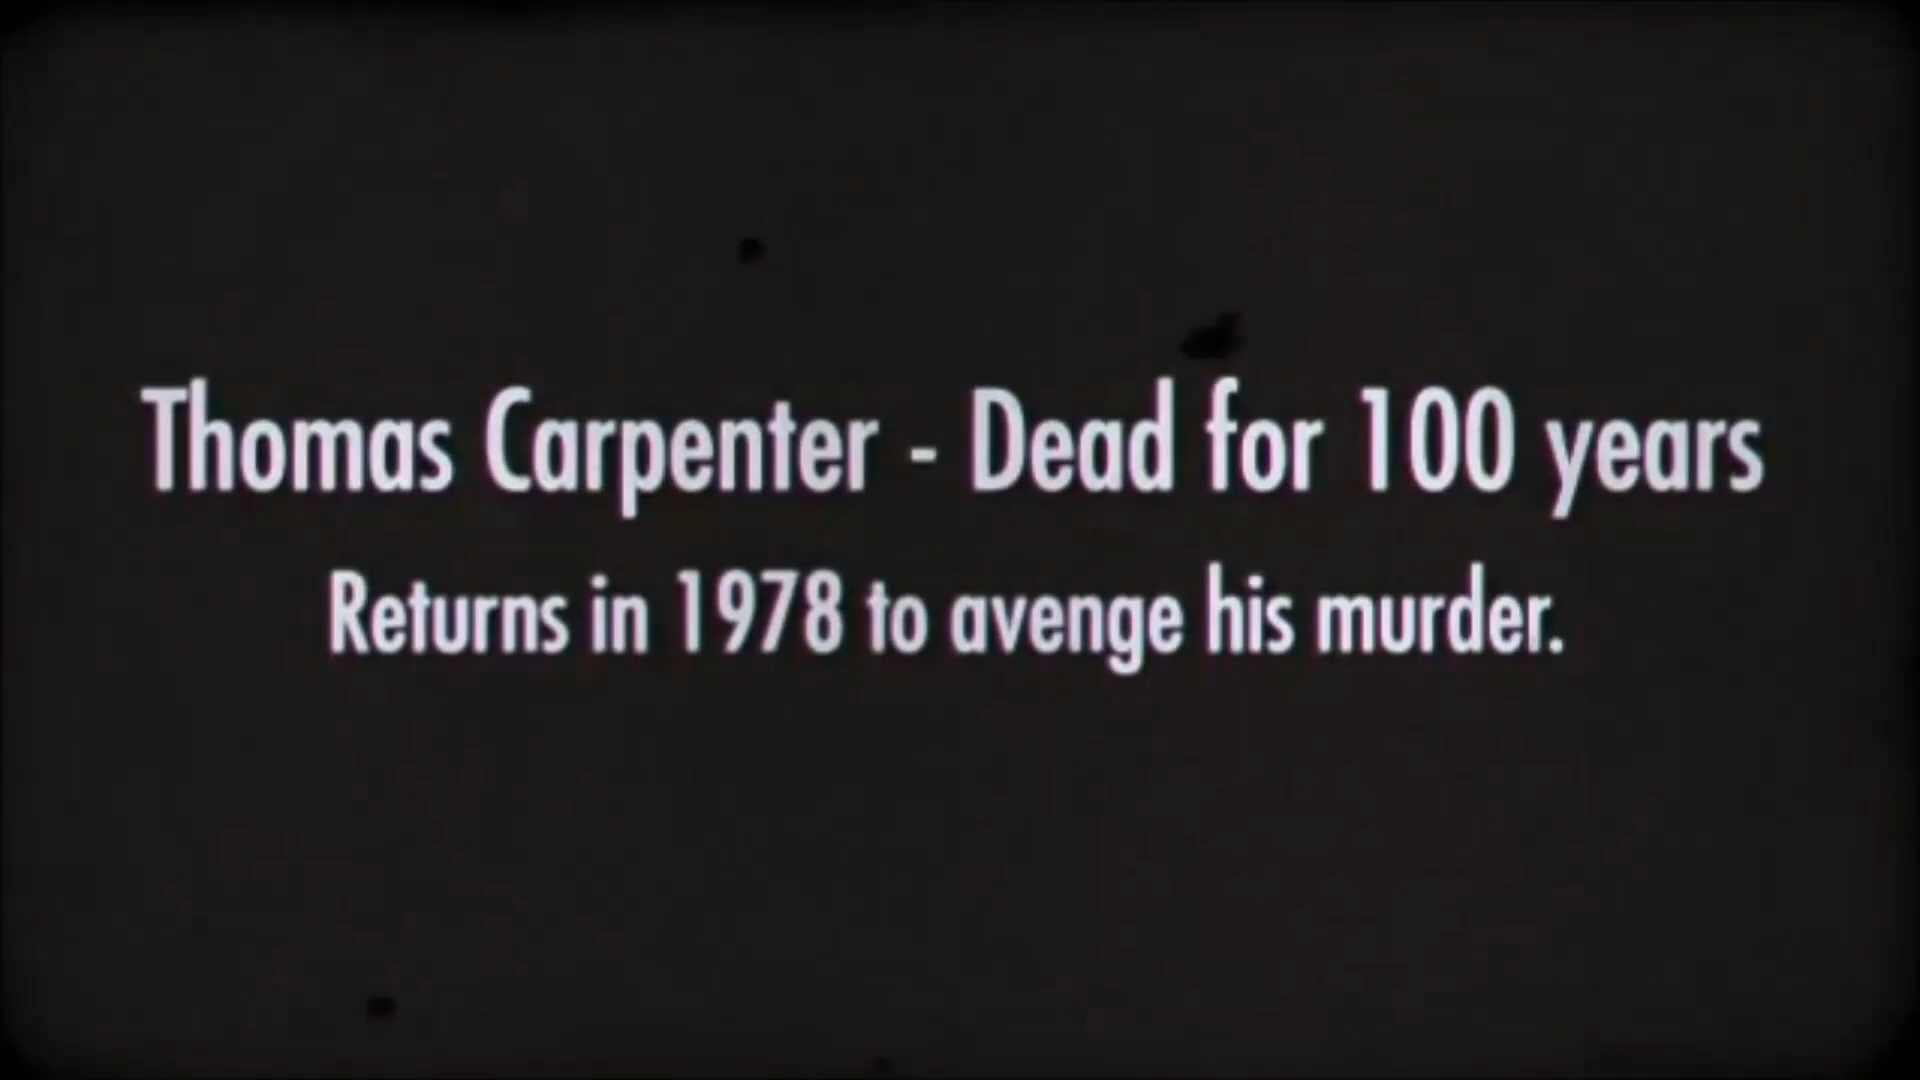 Thomas Carpenter - Dead for 100 years
Returns in 1978 to avenge his murder.